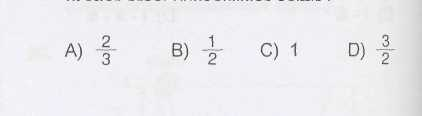 A) 2/3 B) 1/2 C) 1 D) 3/2